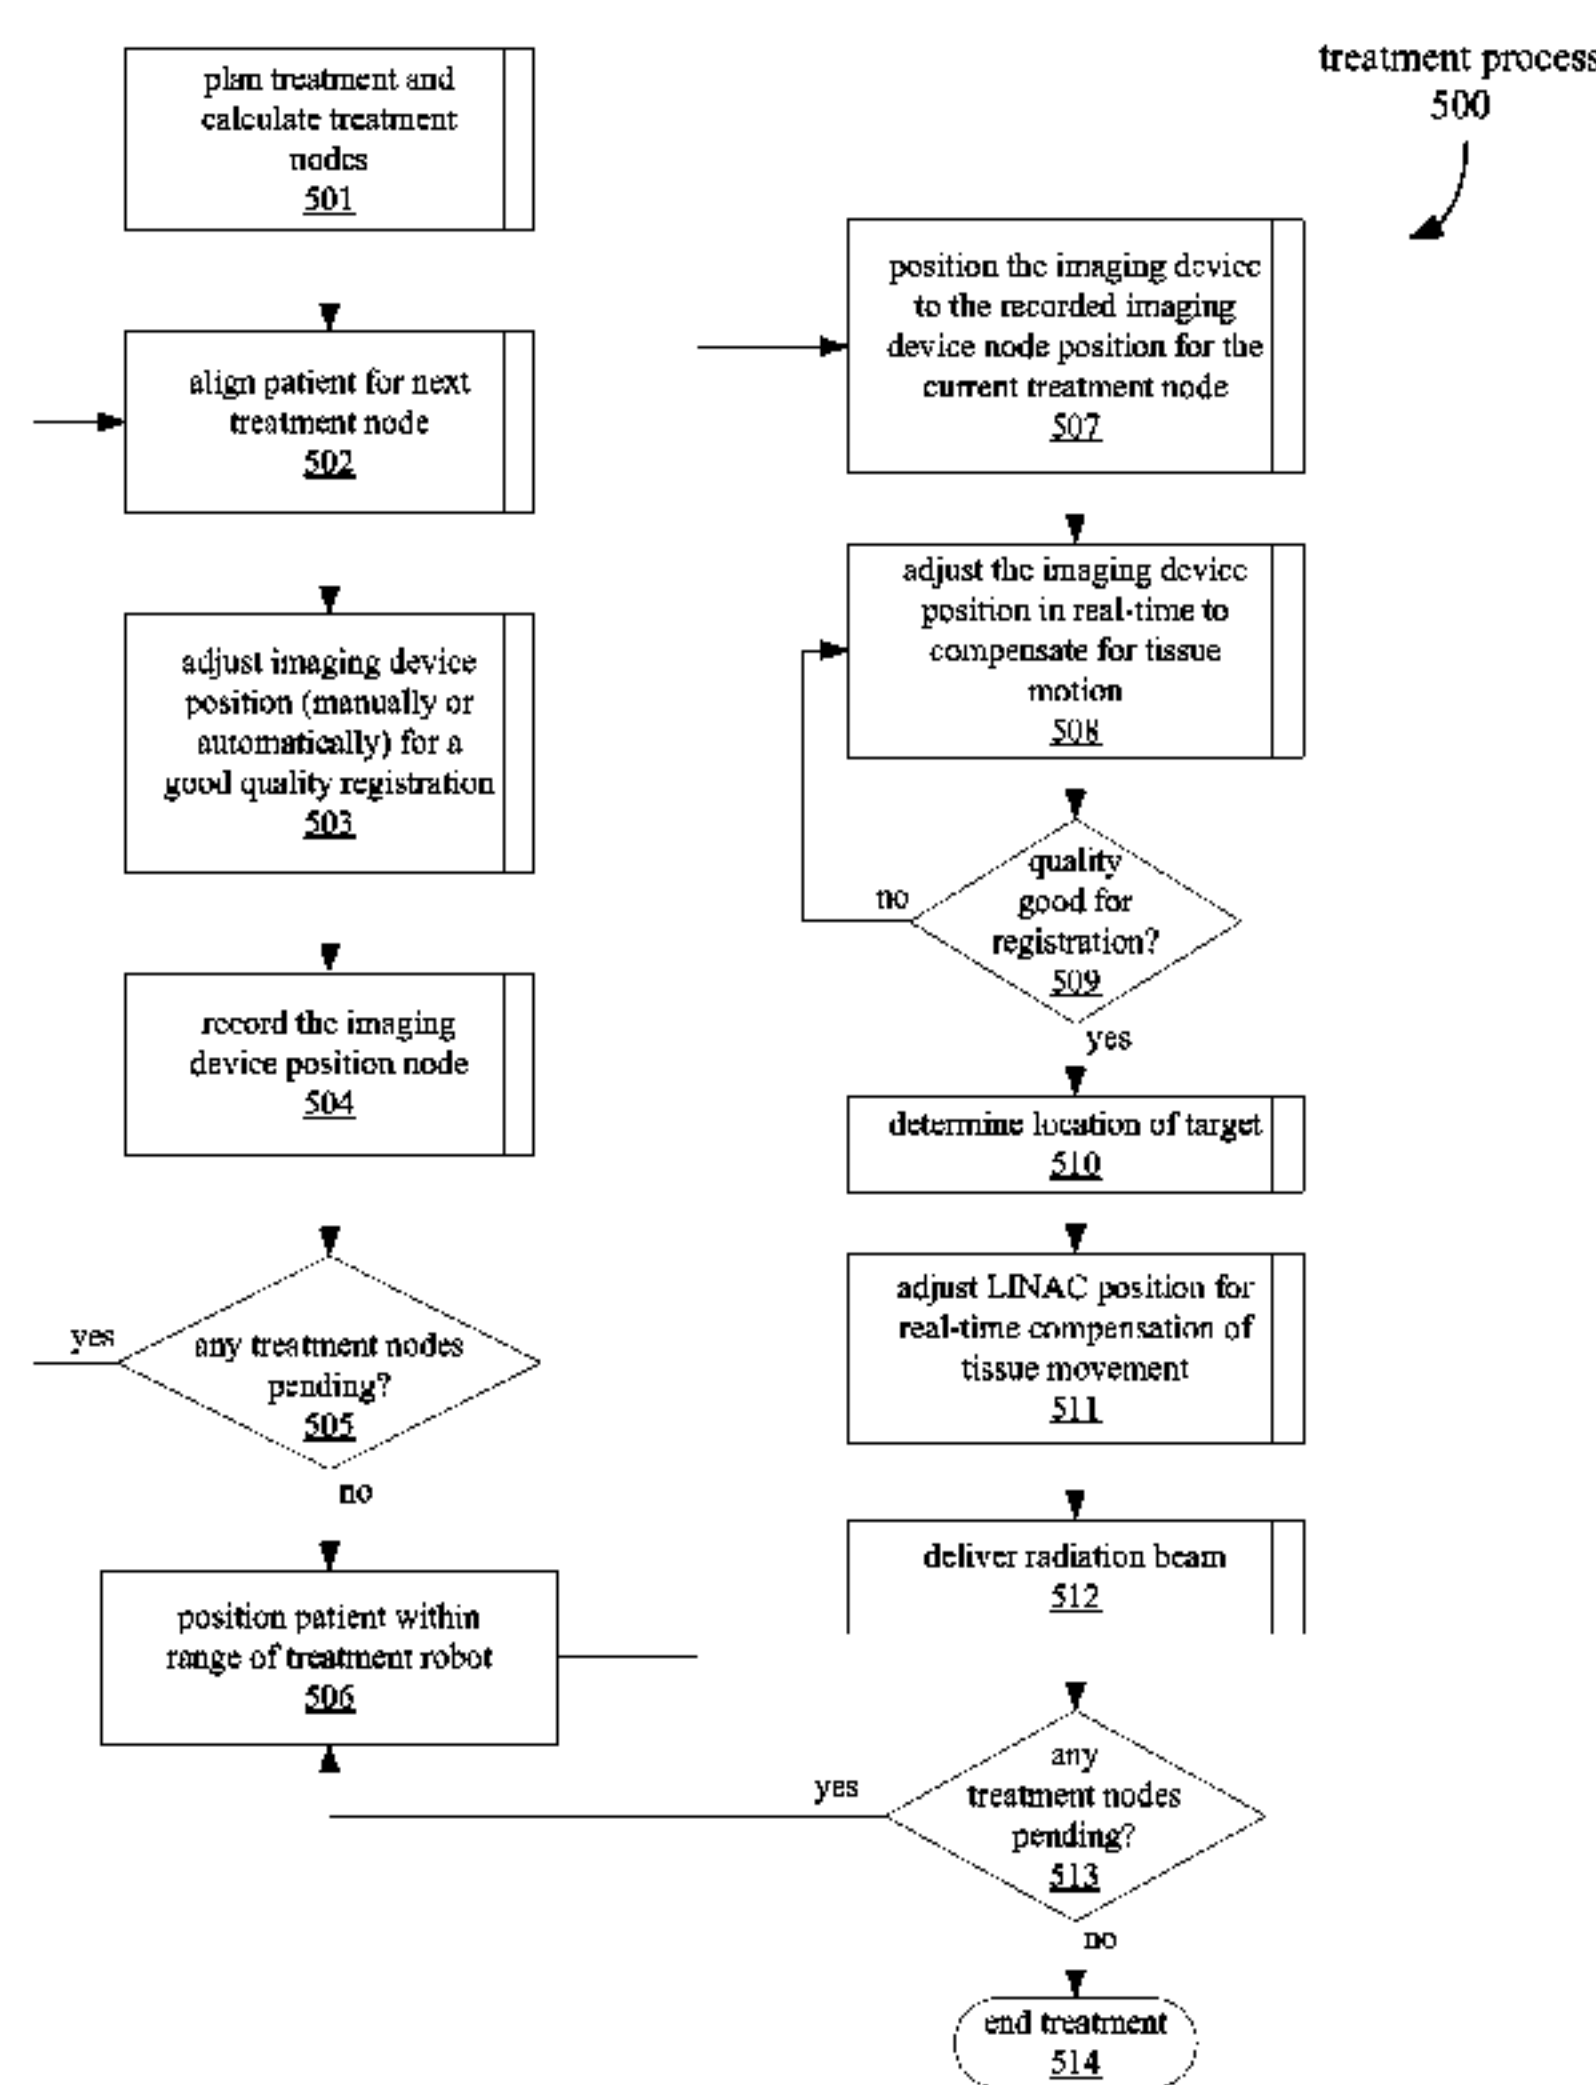 treatment process
500
plan treatment and
calculate treatment
nodes
501
align patient for next
treatment node
502
adjust imaging device
position (manually or
automatically) for a
good quality registration
503
record the imaging
device position node
504
yes
any treatment nodes
pending?
505
no
position patient within
range of treatment robot
506
position the imaging device
to the recorded imaging
device node position for the
current treatment node
507
adjust the imaging device
position in real-time to
compensate for tissue
motion
508
no
quality
good for
registration?
509
yes
determine location of target
510
adjust LINAC position for
real-time compensation of
tissue movement
511
deliver radiation beam
512
yes
any
treatment nodes
pending?
513
no
end treatment
514